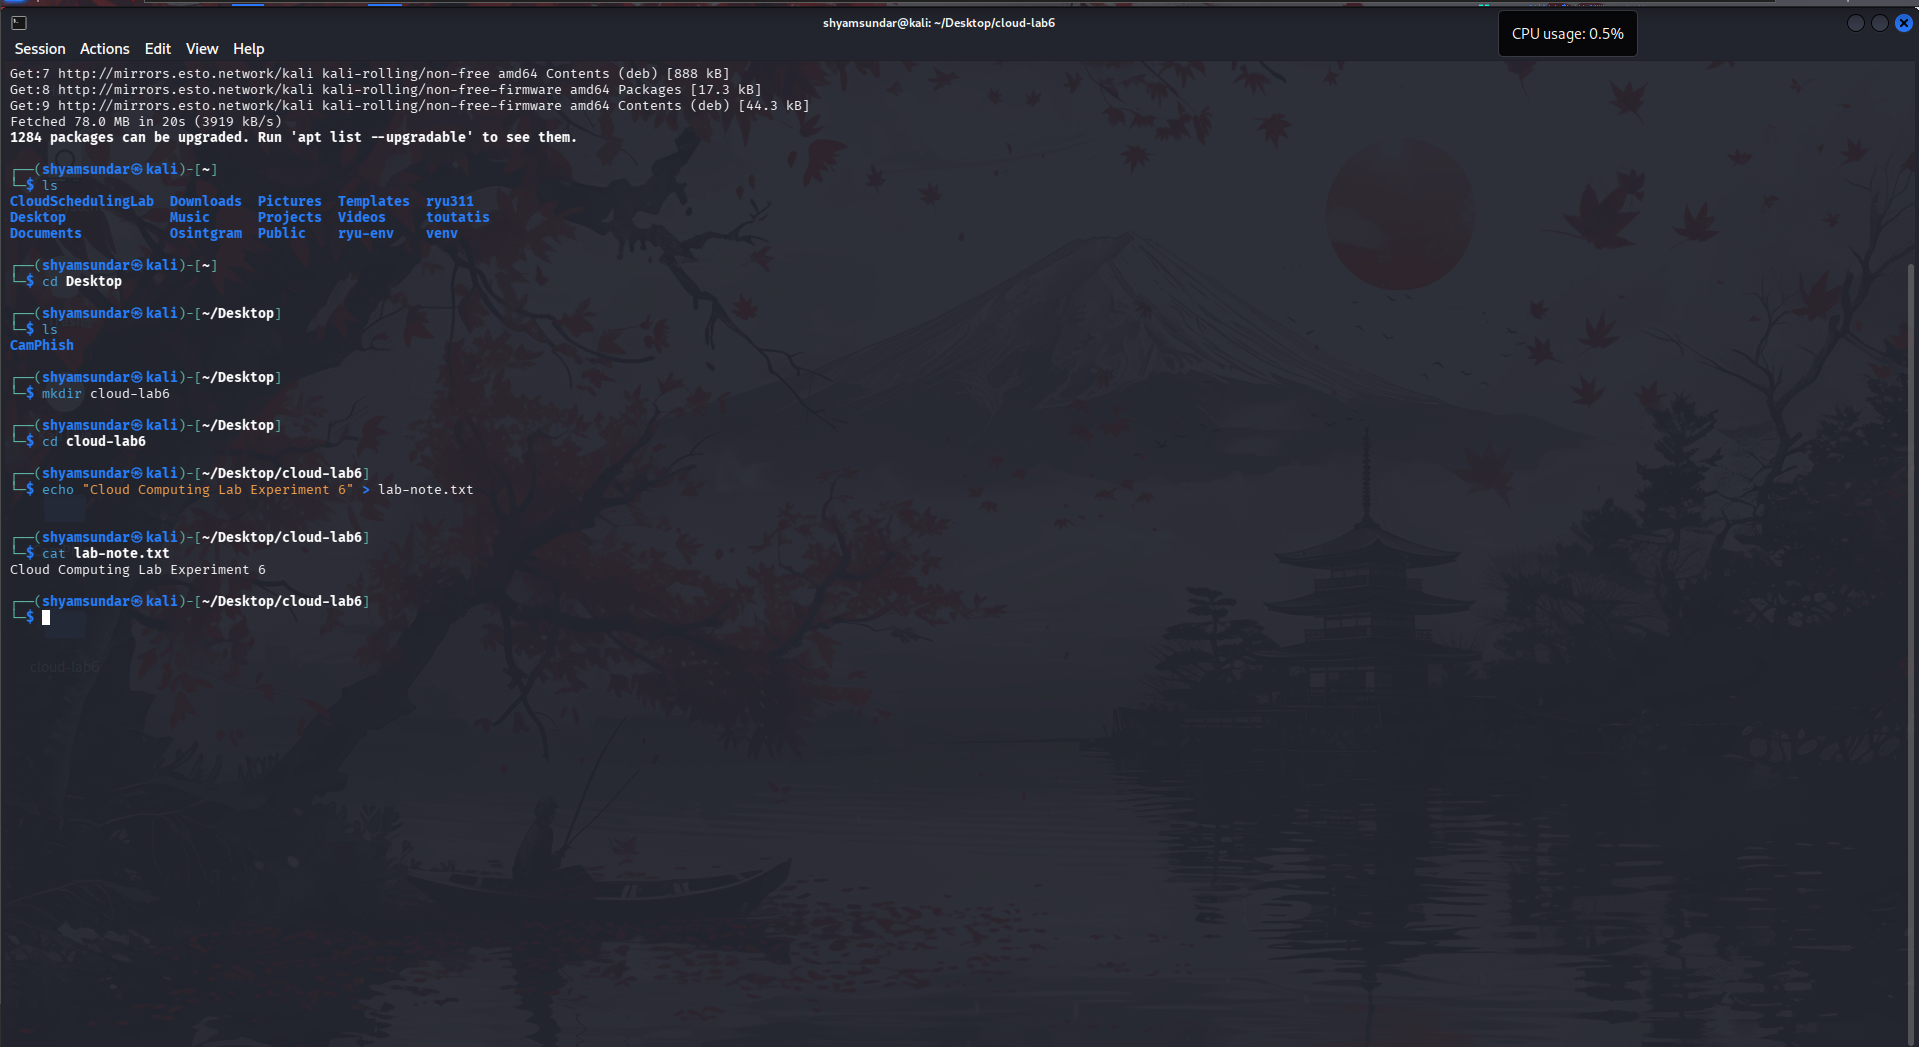 shyamsundar@kali: ~/Desktop/cloud-lab6
CPU usage: 0.5%
Session Actions Edit View Help
Get:7 http://mirrors.esto.network/kali kali-rolling/non-free amd64 Contents (deb) [888 kB]
Get:8 http://mirrors.esto.network/kali kali-rolling/non-free-firmware amd64 Packages [17.3 kB]
Get:9 http://mirrors.esto.network/kali kali-rolling/non-free-firmware amd64 Contents (deb) [44.3 kB]
Fetched 78.0 MB in 20s (3919 kB/s)
1284 packages can be upgraded. Run 'apt list --upgradable' to see them.
┌──(shyamsundar㉿kali)-[~]
└─$ ls
CloudSchedulingLab  Downloads  Pictures  Templates  ryu311
Desktop             Music      Projects  Videos     toutatis
Documents           Osintgram  Public    ryu-env    venv
┌──(shyamsundar㉿kali)-[~]
└─$ cd Desktop
┌──(shyamsundar㉿kali)-[~/Desktop]
└─$ ls
CamPhish
┌──(shyamsundar㉿kali)-[~/Desktop]
└─$ mkdir cloud-lab6
┌──(shyamsundar㉿kali)-[~/Desktop]
└─$ cd cloud-lab6
┌──(shyamsundar㉿kali)-[~/Desktop/cloud-lab6]
└─$ echo "Cloud Computing Lab Experiment 6" > lab-note.txt
┌──(shyamsundar㉿kali)-[~/Desktop/cloud-lab6]
└─$ cat lab-note.txt
Cloud Computing Lab Experiment 6
┌──(shyamsundar㉿kali)-[~/Desktop/cloud-lab6]
└─$
cloud-lab6